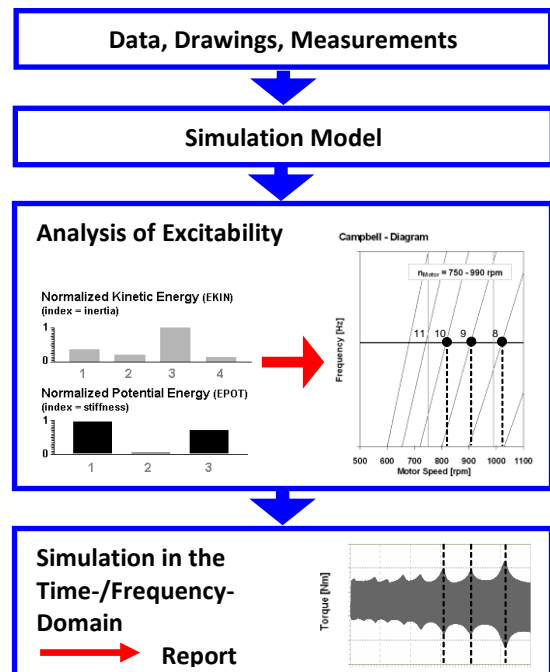 Data, Drawings, Measurements
Simulation Model
Analysis of Excitability
Normalized Kinetic Energy (EKIN)
(index = inertia)
1
0
1 2 3 4
Normalized Potential Energy (EPOT)
(index = stiffness)
1
0
1 2 3
Campbell - Diagram
nMotor = 750 - 990 rpm
11 10 9 8
Frequency [Hz]
500 600 700 800 900 1000 1100
Motor Speed [rpm]
Simulation in the
Time-/Frequency-
Domain
Report
Torque [Nm]